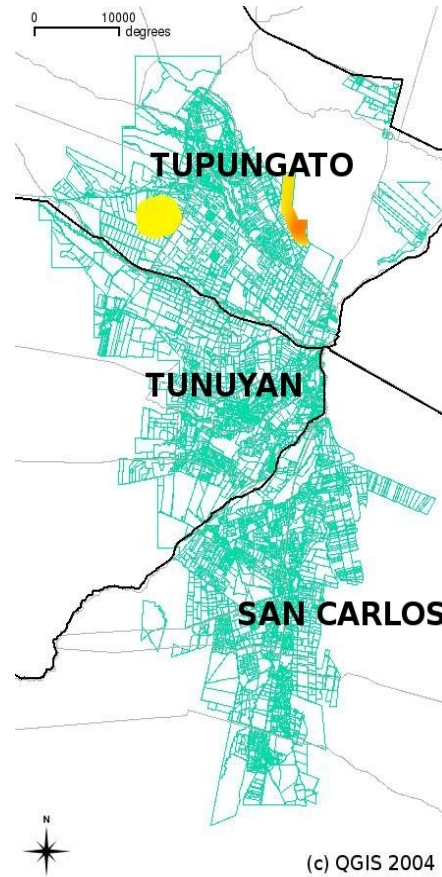 0 10000
degrees
TUPUNGATO
TUNUYAN
SAN CARLOS
N
(c) QGIS 2004